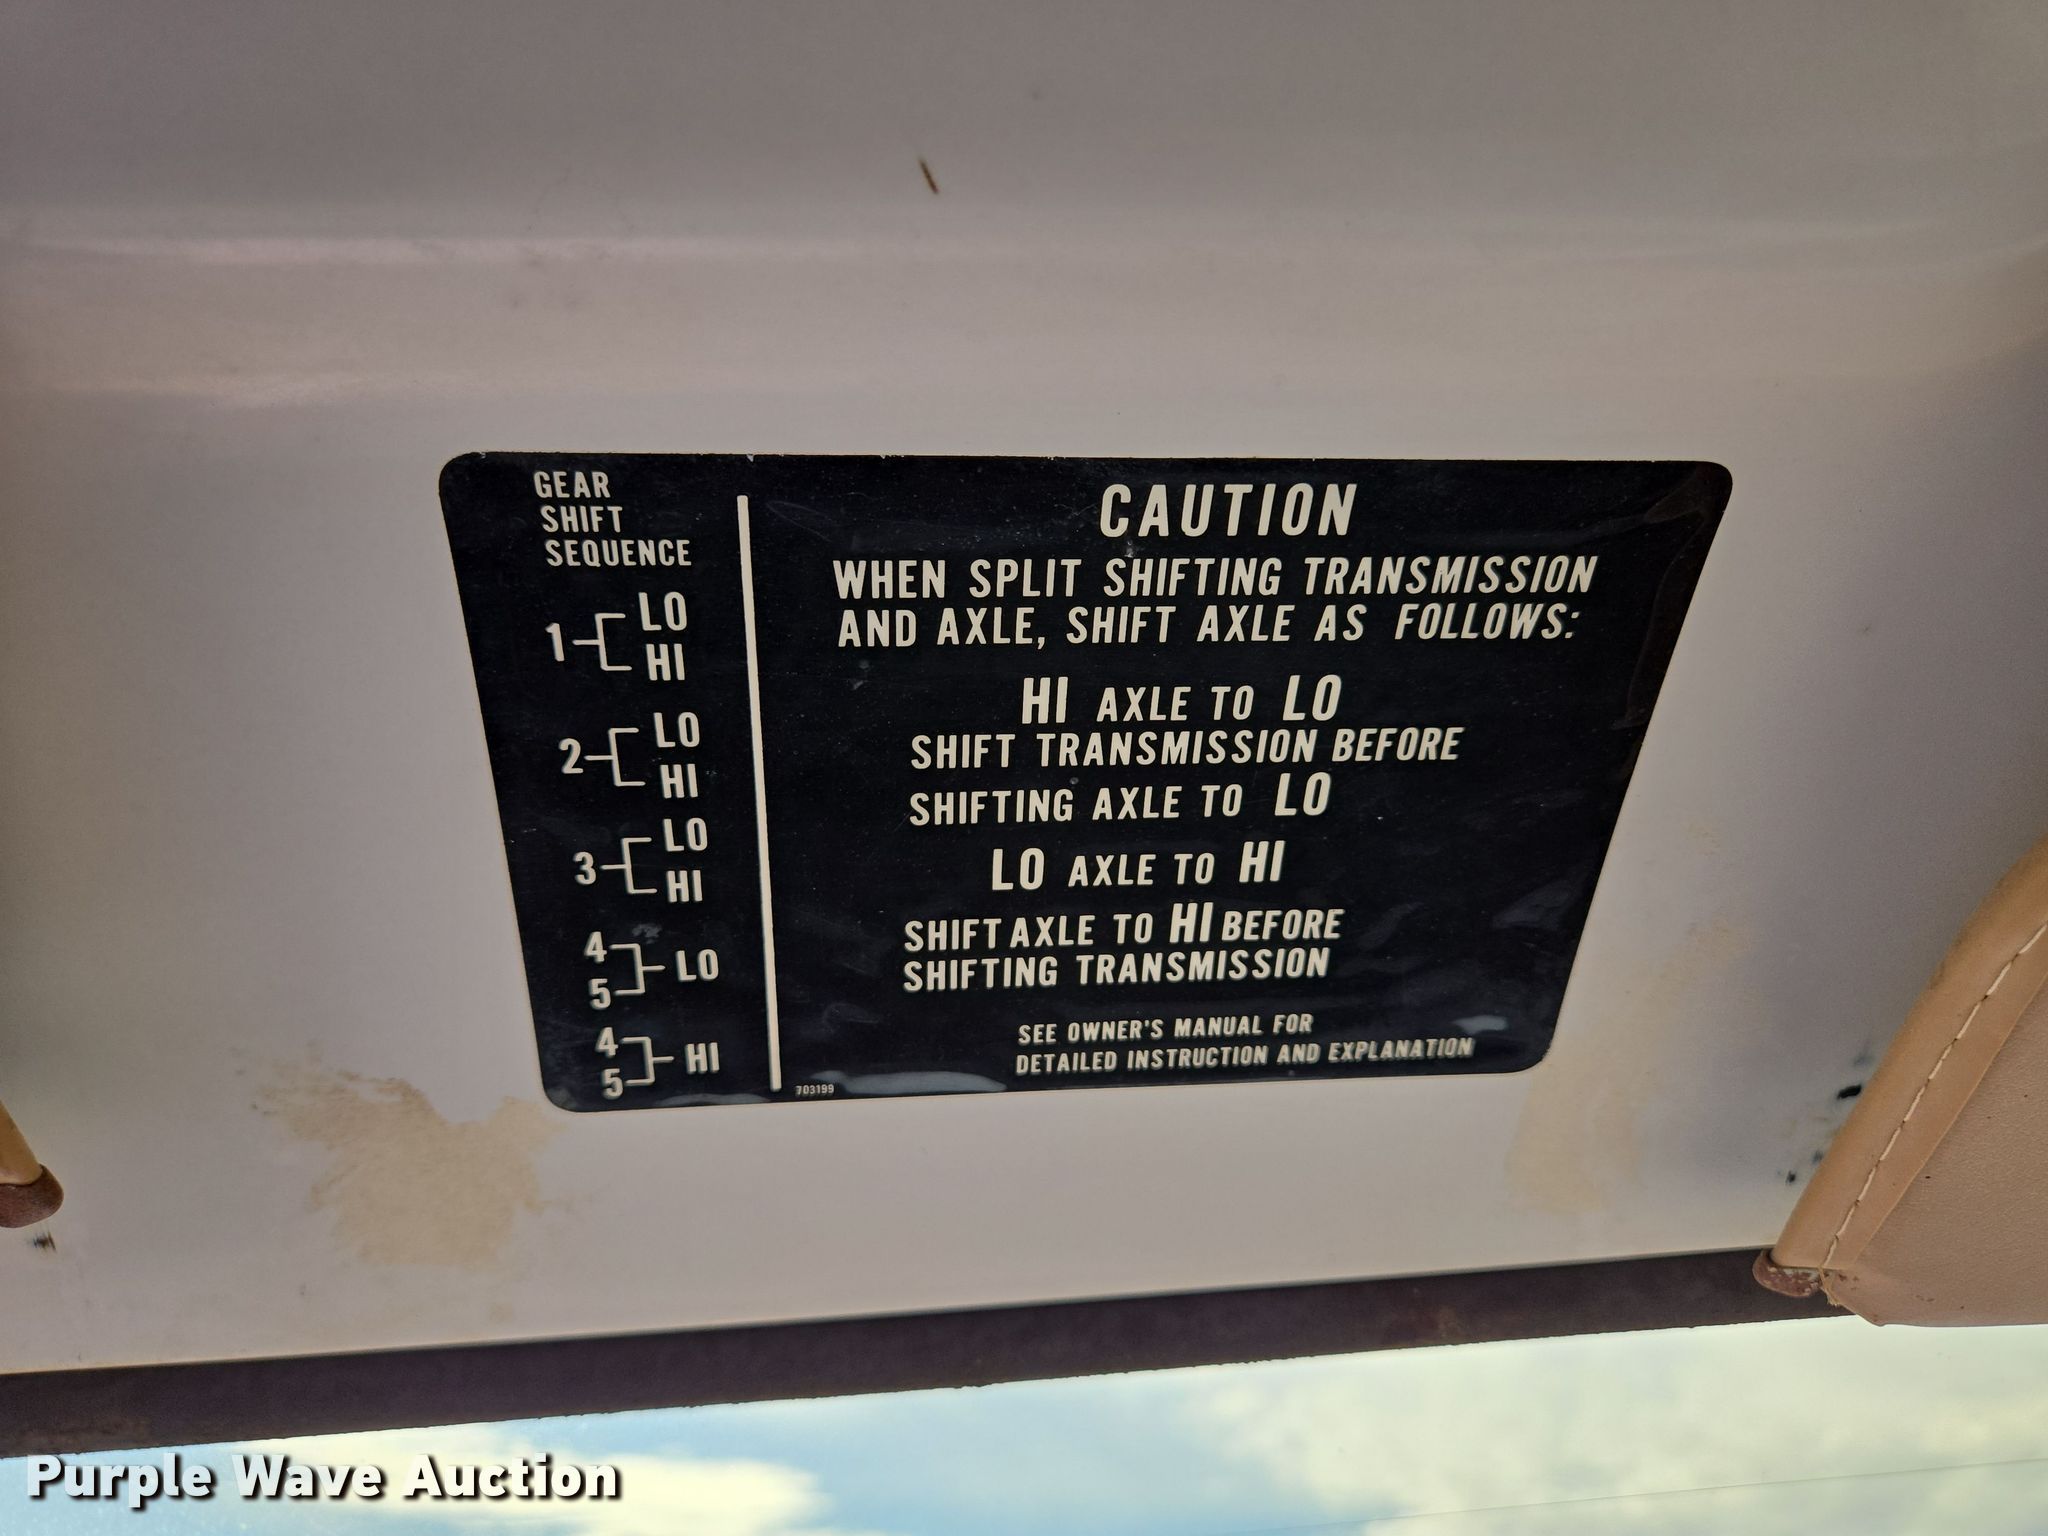 GEAR
SHIFT
SEQUENCE
1 LO
HI
2 LO
HI
3 LO
HI
4
5 LO
4
5 HI
CAUTION
WHEN SPLIT SHIFTING TRANSMISSION
AND AXLE, SHIFT AXLE AS FOLLOWS:
HI AXLE TO LO
SHIFT TRANSMISSION BEFORE
SHIFTING AXLE TO LO
LO AXLE TO HI
SHIFT AXLE TO HI BEFORE
SHIFTING TRANSMISSION
SEE OWNER'S MANUAL FOR
DETAILED INSTRUCTION AND EXPLANATION
703199
Purple Wave Auction